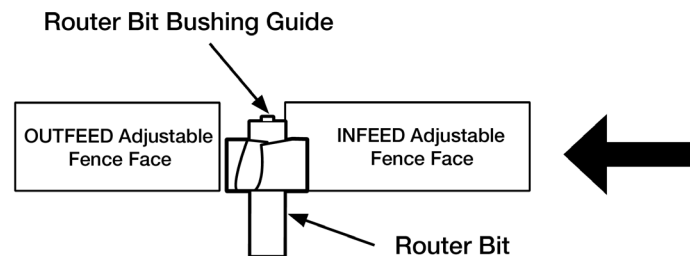 Router Bit Bushing Guide
OUTFEED Adjustable
Fence Face
INFEED Adjustable
Fence Face
Router Bit